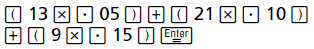 ( 13 × · 05 ) + ( 21 × · 10 )
+ ( 9 × · 15 ) Enter =